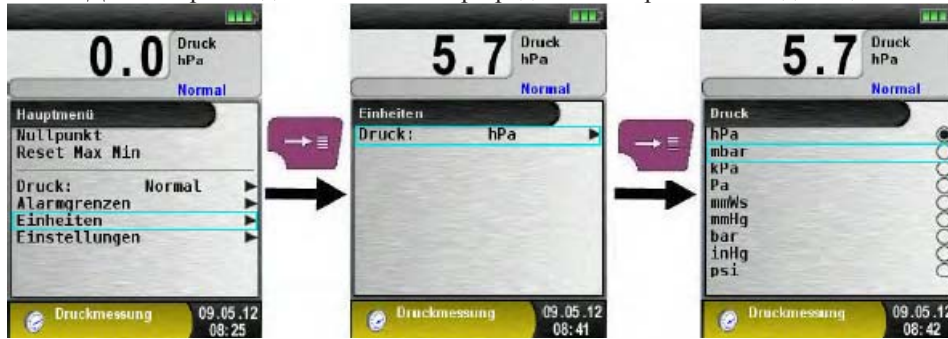 0.0
Druck
hPa
Normal
Hauptmenü
Nullpunkt
Reset Max Min
Druck: Normal
Alarmgrenzen
Einheiten
Einstellungen
Druckmessung
09.05.12
08:25
5.7
Druck
hPa
Normal
Einheiten
Druck: hPa
Druckmessung
09.05.12
08:41
5.7
Druck
hPa
Normal
Druck
hPa
mbar
kPa
Pa
mmWs
mmHg
bar
inHg
psi
Druckmessung
09.05.12
08:42